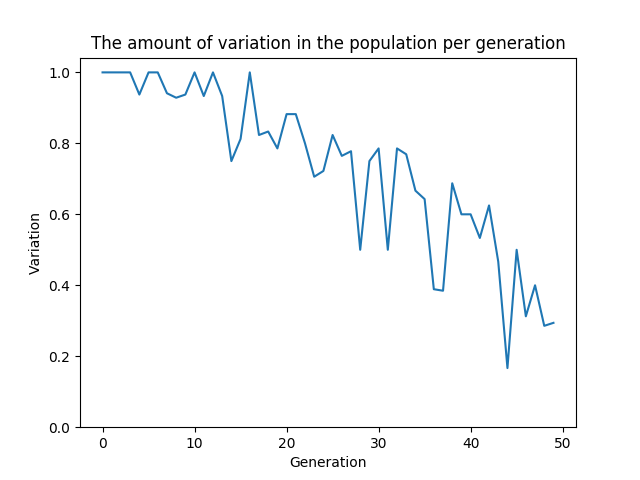 The amount of variation in the population per generation
1.0
0.8
0.6
0.4
0.2
0.0
Variation
0 10 20 30 40 50
Generation